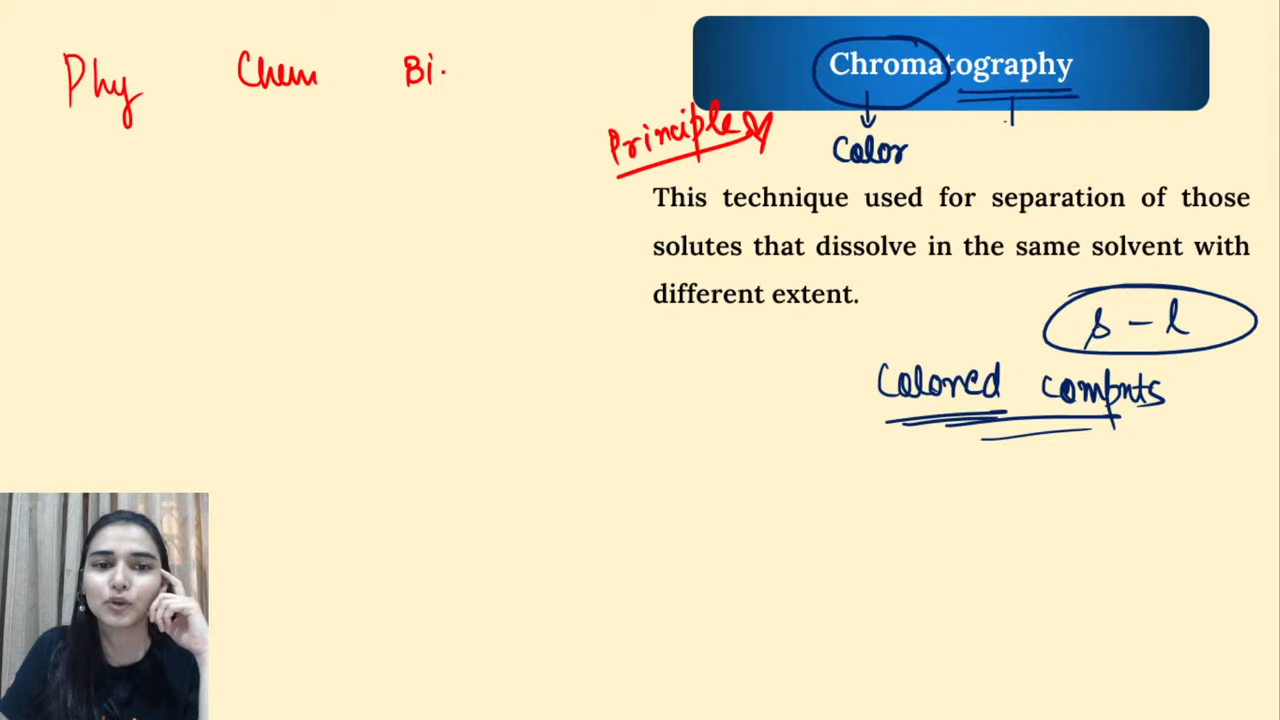 Phy Chem Bi.
Chromatography
Principle
Color
This technique used for separation of those
solutes that dissolve in the same solvent with
different extent.
s - l
Colored compnts